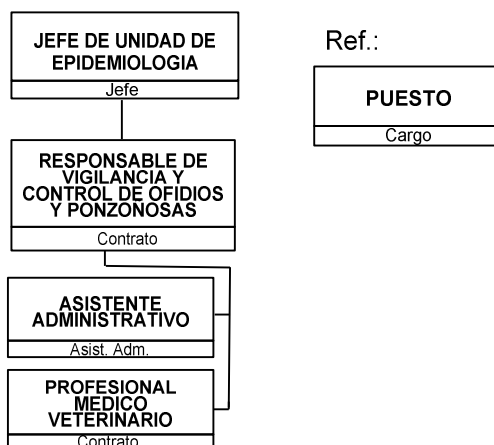 JEFE DE UNIDAD DE
EPIDEMIOLOGIA
Jefe
Ref.:
PUESTO
Cargo
RESPONSABLE DE
VIGILANCIA Y
CONTROL DE OFIDIOS
Y PONZONOSAS
Contrato
ASISTENTE
ADMINISTRATIVO
Asist. Adm.
PROFESIONAL
MEDICO
VETERINARIO
Contrato